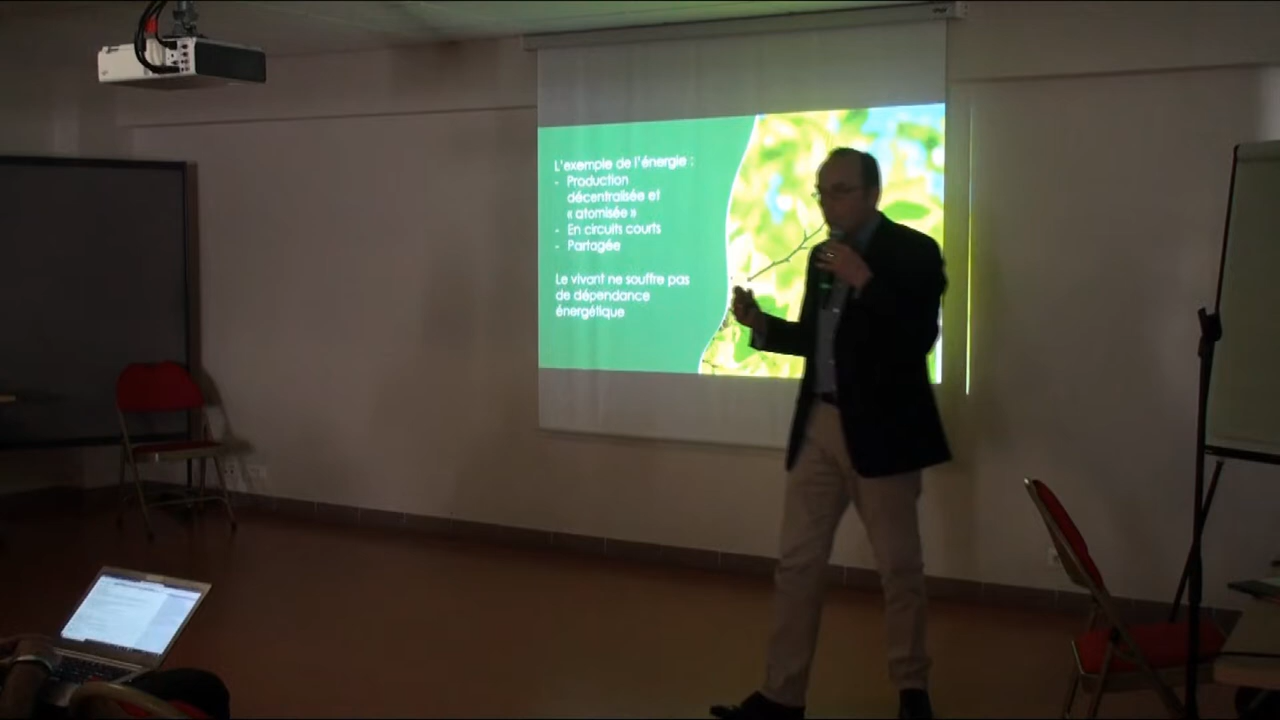 L'exemple de l'énergie :
- Production
décentralisée et
« atomisée »
- En circuits courts
- Partagée
Le vivant ne souffre pas
de dépendance
énergétique